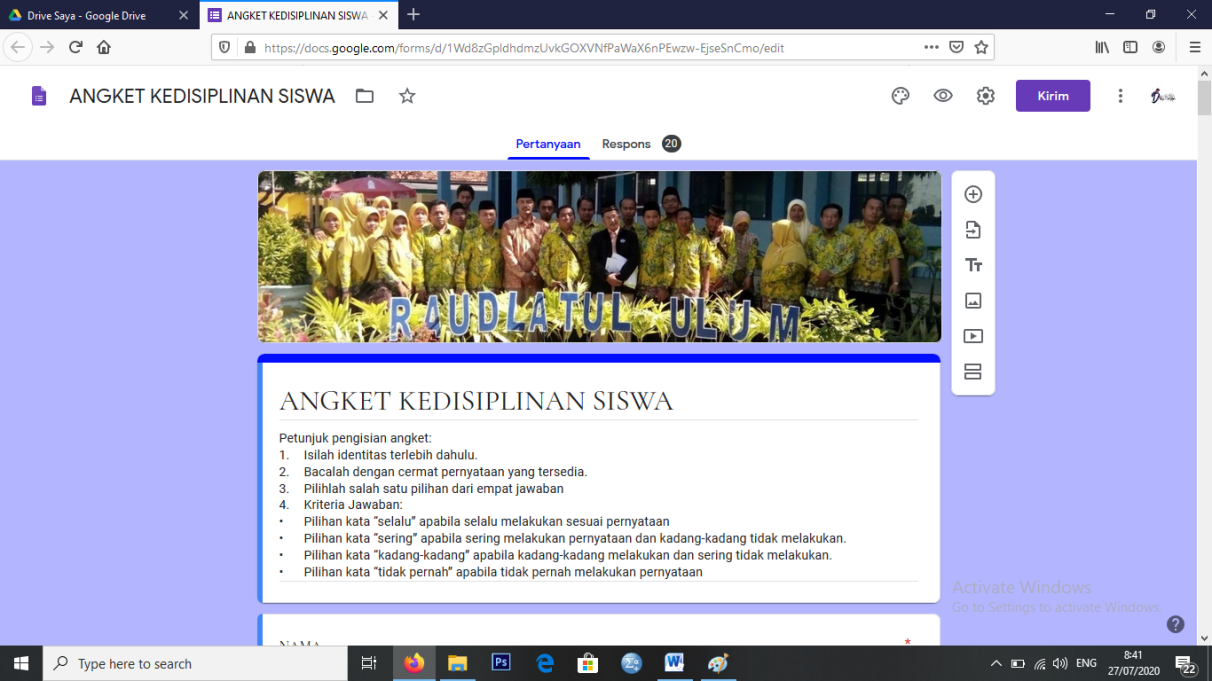 Drive Saya - Google Drive
ANGKET KEDISIPLINAN SISWA
https://docs.google.com/forms/d/1Wd8zGpldhdmzUvkGOXVNfPaWaX6nPEwzw-EjseSnCmo/edit
ANGKET KEDISIPLINAN SISWA
Kirim
Pertanyaan Respons 20
RAUDLATUL ULUM
ANGKET KEDISIPLINAN SISWA
Petunjuk pengisian angket:
1. Isilah identitas terlebih dahulu.
2. Bacalah dengan cermat pernyataan yang tersedia.
3. Pilihlah salah satu pilihan dari empat jawaban
4. Kriteria Jawaban:
• Pilihan kata “selalu” apabila selalu melakukan sesuai pernyataan
• Pilihan kata “sering” apabila sering melakukan pernyataan dan kadang-kadang tidak melakukan.
• Pilihan kata “kadang-kadang” apabila kadang-kadang melakukan dan sering tidak melakukan.
• Pilihan kata “tidak pernah” apabila tidak pernah melakukan pernyataan
Activate Windows
Go to Settings to activate Windows.
NAMA *
Type here to search
Ps
W
ENG
8:41
27/07/2020
22